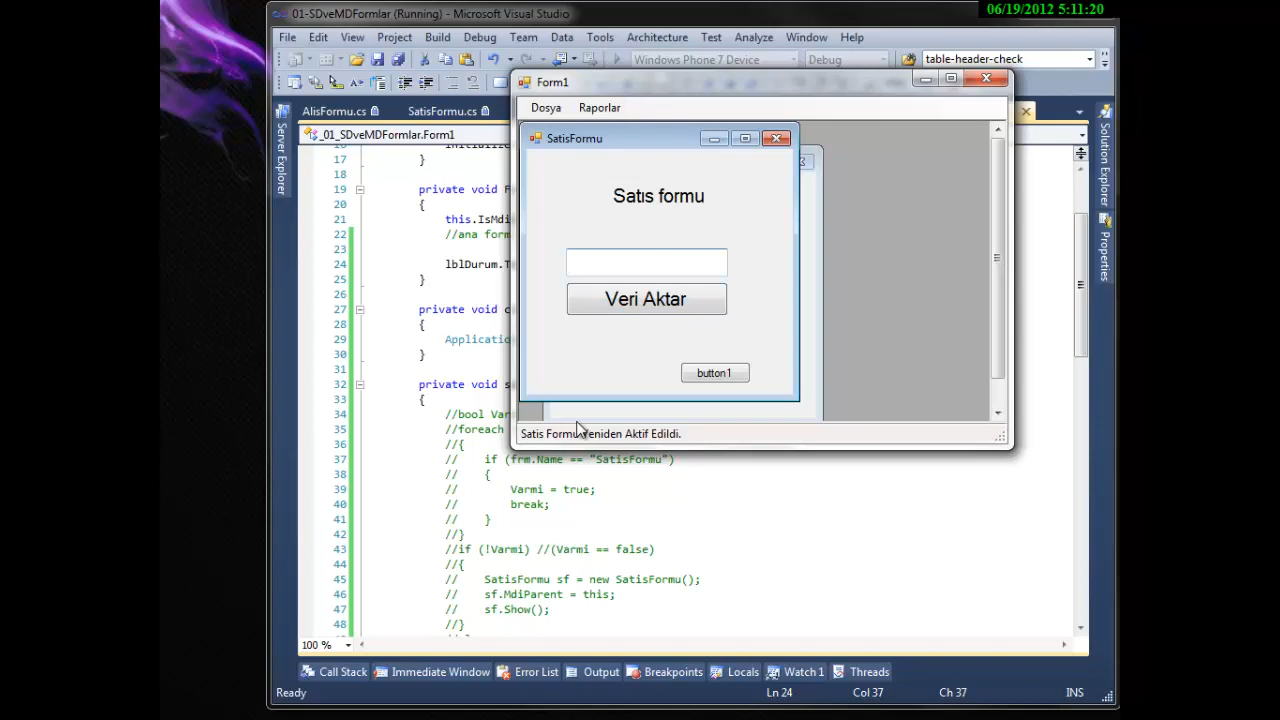 06/19/2012 5:11:20
01-SDveMDFormlar (Running) - Microsoft Visual Studio
File Edit View Project Build Debug Team Data Tools Architecture Test Analyze Window Help
Windows Phone 7 Device Debug table-header-check
Form1
Dosya Raporlar
AlisFormu.cs SatisFormu.cs
_01_SDveMDFormlar.Form1
Server Explorer
Solution Explorer
Properties
SatisFormu
Satıs formu
Veri Aktar
button1
Satis Formu Yeniden Aktif Edildi.
17 }
18
19 private void
20 {
21 this.IsMd
22 //ana form
23
24 lblDurum.T
25 }
26
27 private void
28 {
29 Applicatio
30 }
31
32 private void s
33 {
34 //bool Var
35 //foreach
36 //{
37 // if (frm.Name == "SatisFormu")
38 // {
39 // Varmi = true;
40 // break;
41 // }
42 //}
43 //if (!Varmi) //(Varmi == false)
44 //{
45 // SatisFormu sf = new SatisFormu();
46 // sf.MdiParent = this;
47 // sf.Show();
48 //}
100 %
Call Stack Immediate Window Error List Output Breakpoints Locals Watch 1 Threads
Ready Ln 24 Col 37 Ch 37 INS